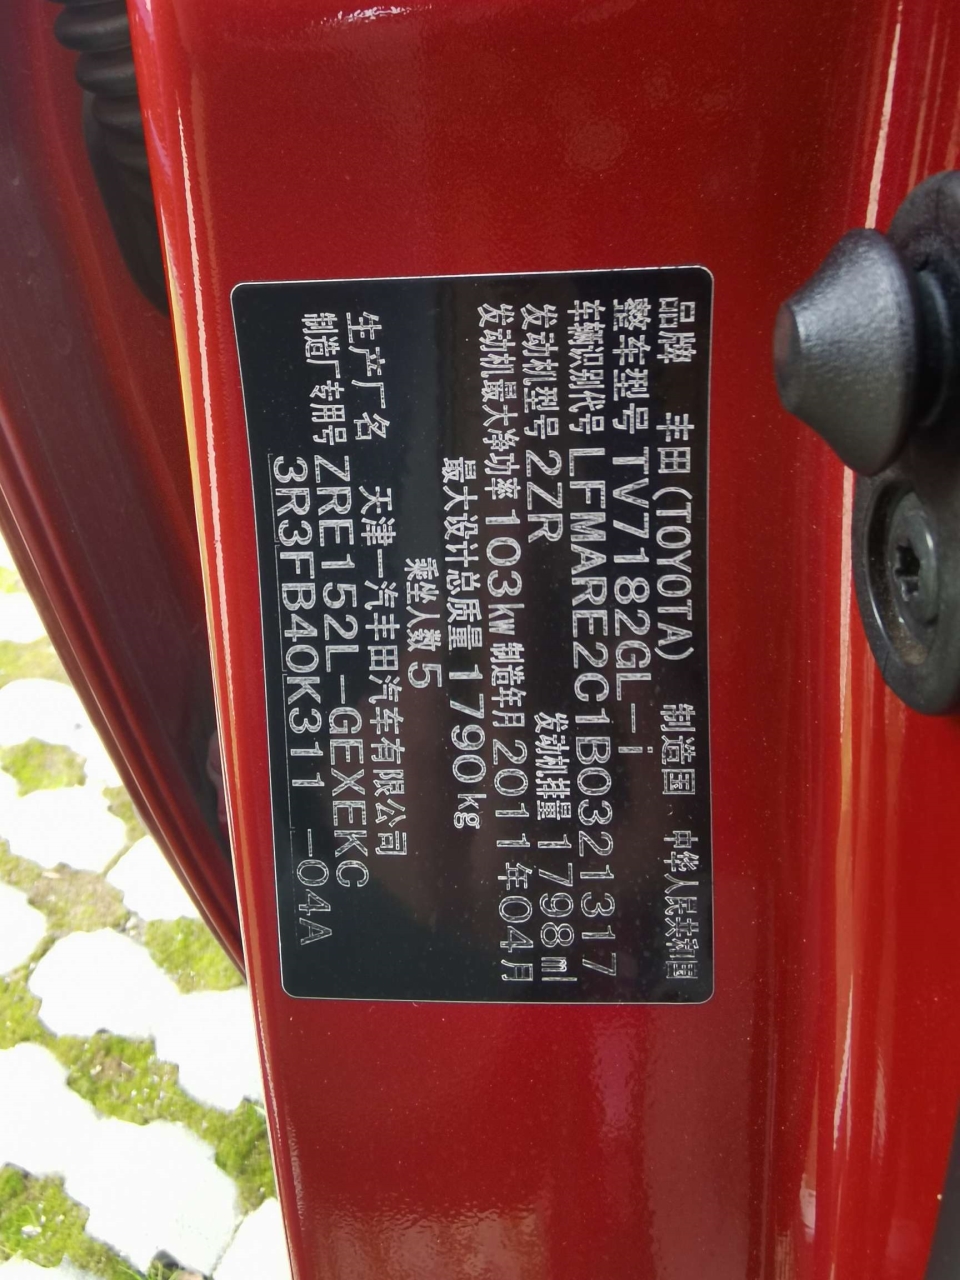 品牌 丰田(TOYOTA) 制造国 中华人民共和国
整车型号 TV7182GL-i
车辆识别代号 LFMARE2C1B0321317
发动机型号 2ZR 发动机排量 1798ml
发动机最大净功率 103kW 制造年月 2011年04月
最大设计总质量 1790kg
乘坐人数 5
生产厂名 天津一汽丰田汽车有限公司
制造厂专用号 ZRE152L-GEXEKC
3R3FB40K311 -04A